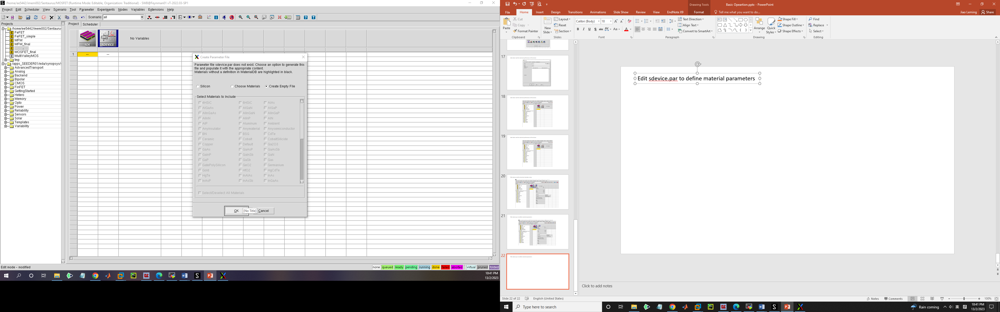 /home/ee5442/imem002/Sentaurus/MOSFET (Runtime Mode: Editable, Organization: Traditional) - SWB@Feynman01 vT-2022.03-SP1
Project Edit Scheduler View Scenario Tool Parameter Experiments Nodes Variables Extensions Help
Scenario: all
Projects
/home/ee5442/imem002/Sentauru
FeFET
FeFET_simple
MFM
MFM_final
MOSFET_final
MultiValleyMOS
tmp
/apps_SEEDER01/eda/synopsys/s
AdvancedTransport
Analog
Backend
Bipolar
CMOS
FinFET
GettingStarted
Hetero
Memory
Opto
Power
Reliability
Sensors
Solar
Templates
Variability
Project Scheduler
SDE SDEVICE No Variables
1 -- --
Create Parameter File
Parameter file sdevice.par does not exist. Choose an option to generate this
file and populate it with the appropriate content.
Materials without a definition in MaterialDB are highlighted in black.
Silicon Choose Materials Create Empty File
Select Materials to Include
4HSiC 6HSiC AlAs
AlGaAs AlGaN AlGaP
AlInGaAs AlInGaN AlInGaP
AlInN AlInP AlN
AlP Aluminum Ambient
Anyinsulator Anymaterial Anysemiconductor
BN BSG CdTe
Ceramic Cobalt CobaltSilicide
Copper Default Ga2O3
GaAs GaAsP GaAsSb
GaInP GaInSb GaN
GaP GaSb Gas
GatePolySilicon GeO2 Germanium
Gold HfO2 HgCdTe
HgTe InAlAs InAs
InAsP InAsSb InGaAs
Select/Deselect All Materials
OK [No Title] Cancel
Edit mode - modified
none queued ready pending running done failed aborted virtual pruned folded
10:41 PM
13/2/2023
Drawing Tools
Basic Opeartion.pptx - PowerPoint
File Home Insert Design Transitions Animations Slide Show Review View EndNote X9 Format Tell me what you want to do...
Jiao Leming Share
Paste
Cut
Copy
Format Painter
Clipboard
New
Slide
Layout
Reset
Section
Slides
Calibri (Body) 18
B I U S abc AV Aa A
Font
Text Direction
Align Text
Convert to SmartArt
Paragraph
Arrange
Quick
Styles
Shape Fill
Shape Outline
Shape Effects
Drawing
Find
Replace
Select
Editing
17
18
19
20
21
22
Edit sdevice.par to define material parameters
Click to add notes
Slide 22 of 22 English (United States)
Notes Comments 100%
Type here to search
Rain coming
英
10:41 PM
13/2/2023